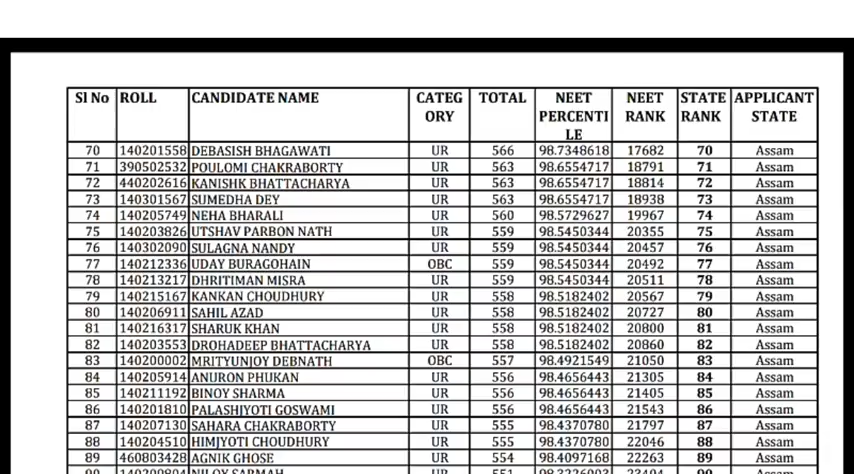 Sl No ROLL CANDIDATE NAME CATEG TOTAL NEET NEET STATE APPLICANT
ORY PERCENTI RANK RANK STATE
LE
70 140201558 DEBASISH BHAGAWATI UR 566 98.7348618 17682 70 Assam
71 390502532 POULOMI CHAKRABORTY UR 563 98.6554717 18791 71 Assam
72 440202616 KANISHK BHATTACHARYA UR 563 98.6554717 18814 72 Assam
73 140301567 SUMEDHA DEY UR 563 98.6554717 18938 73 Assam
74 140205749 NEHA BHARALI UR 560 98.5729627 19967 74 Assam
75 140203826 UTSHAV PARBON NATH UR 559 98.5450344 20355 75 Assam
76 140302090 SULAGNA NANDY UR 559 98.5450344 20457 76 Assam
77 140212336 UDAY BURAGOHAIN OBC 559 98.5450344 20492 77 Assam
78 140213217 DHRITIMAN MISRA UR 559 98.5450344 20511 78 Assam
79 140215167 KANKAN CHOUDHURY UR 558 98.5182402 20567 79 Assam
80 140206911 SAHIL AZAD UR 558 98.5182402 20727 80 Assam
81 140216317 SHARUK KHAN UR 558 98.5182402 20800 81 Assam
82 140203553 DROHADEEP BHATTACHARYA UR 558 98.5182402 20860 82 Assam
83 140200002 MRITYUNJOY DEBNATH OBC 557 98.4921549 21050 83 Assam
84 140205914 ANURON PHUKAN UR 556 98.4656443 21305 84 Assam
85 140211192 BINOY SHARMA UR 556 98.4656443 21405 85 Assam
86 140201810 PALASHJYOTI GOSWAMI UR 556 98.4656443 21543 86 Assam
87 140207130 SAHARA CHAKRABORTY UR 555 98.4370780 21797 87 Assam
88 140204510 HIMJYOTI CHOUDHURY UR 555 98.4370780 22046 88 Assam
89 460803428 AGNIK GHOSE UR 554 98.4097168 22263 89 Assam